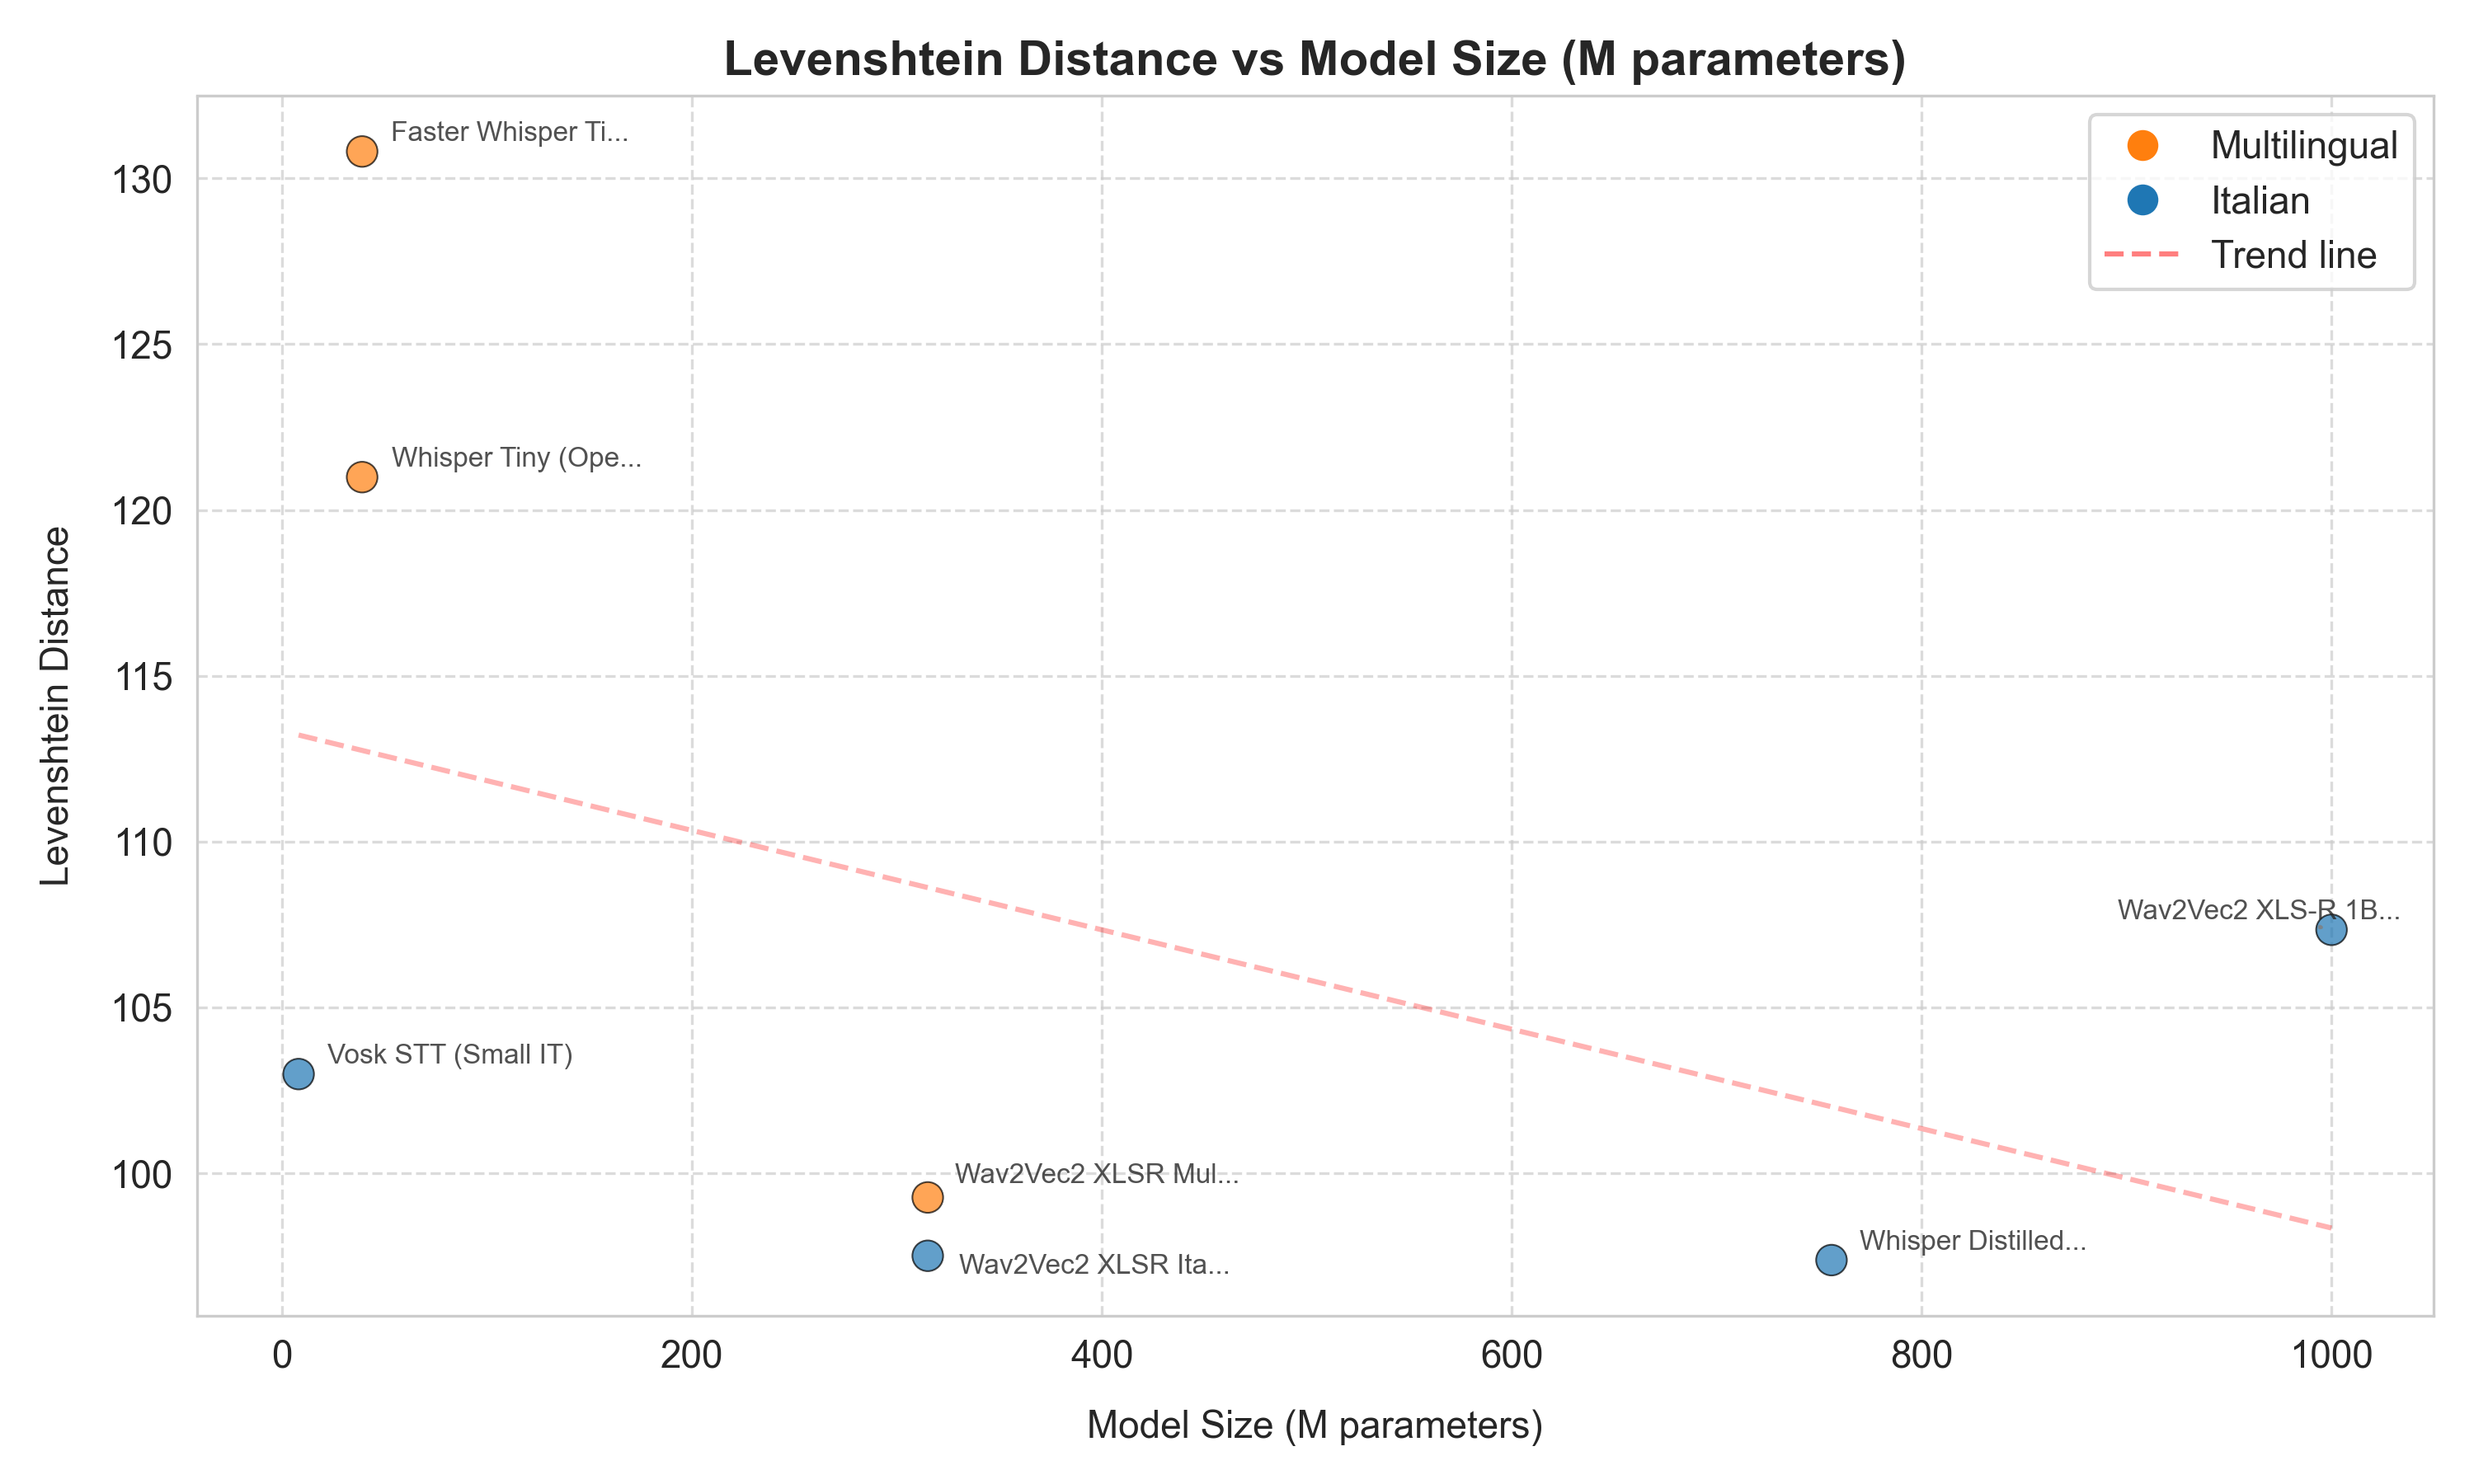 Levenshtein Distance vs Model Size (M parameters)
Multilingual
Italian
Trend line
Faster Whisper Ti...
Whisper Tiny (Ope...
Wav2Vec2 XLS-R 1B...
Vosk STT (Small IT)
Wav2Vec2 XLSR Mul...
Wav2Vec2 XLSR Ita...
Whisper Distilled...
Levenshtein Distance
130
125
120
115
110
105
100
0 200 400 600 800 1000
Model Size (M parameters)